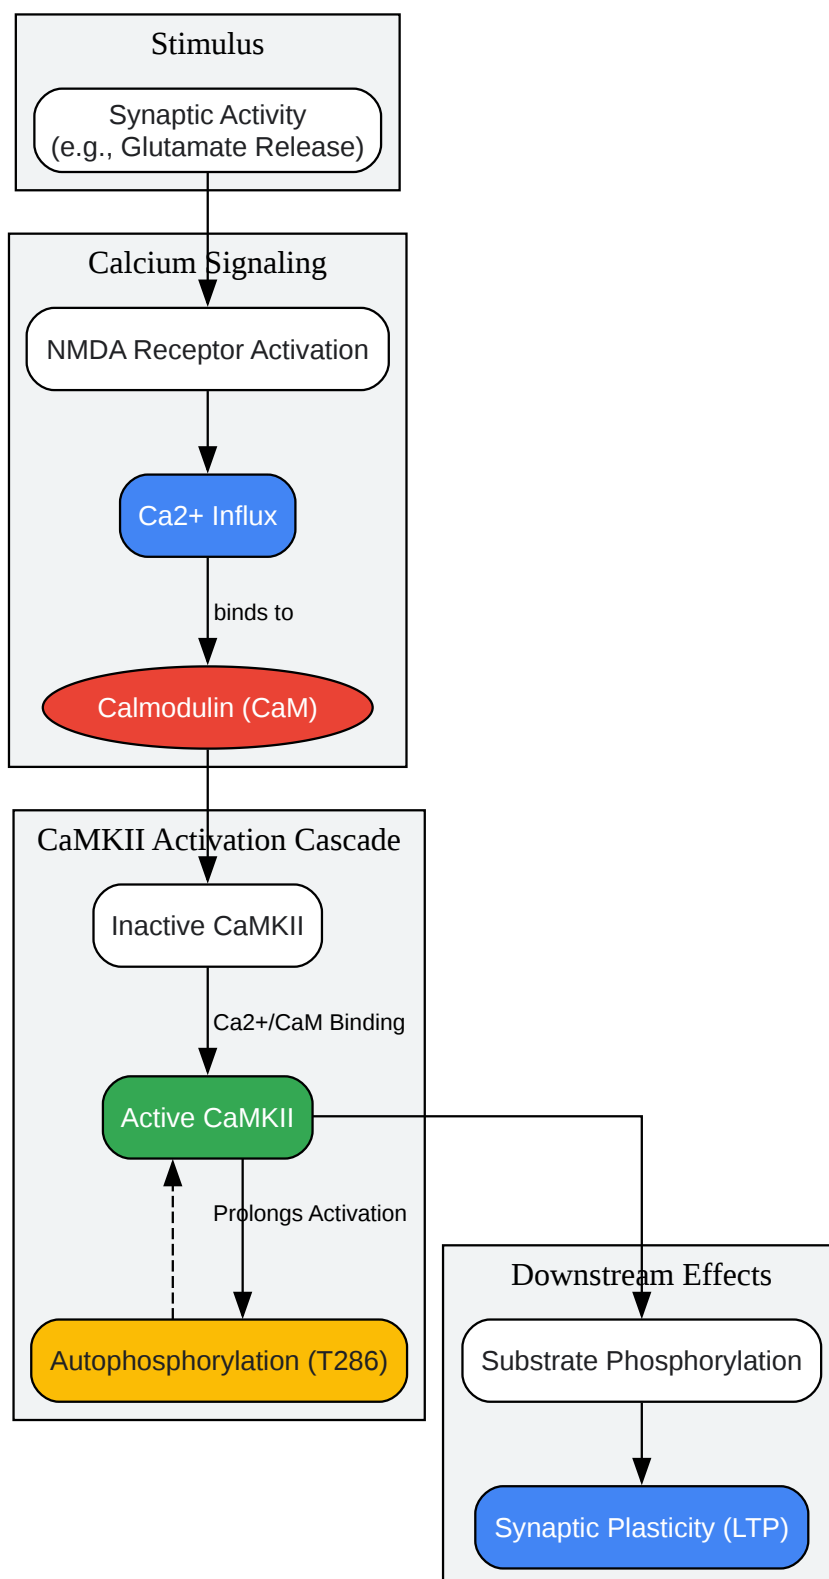 Stimulus
Synaptic Activity
(e.g., Glutamate Release)
Calcium Signaling
NMDA Receptor Activation
Ca2+ Influx
binds to
Calmodulin (CaM)
CaMKII Activation Cascade
Inactive CaMKII
Ca2+/CaM Binding
Active CaMKII
Prolongs Activation
Autophosphorylation (T286)
Downstream Effects
Substrate Phosphorylation
Synaptic Plasticity (LTP)